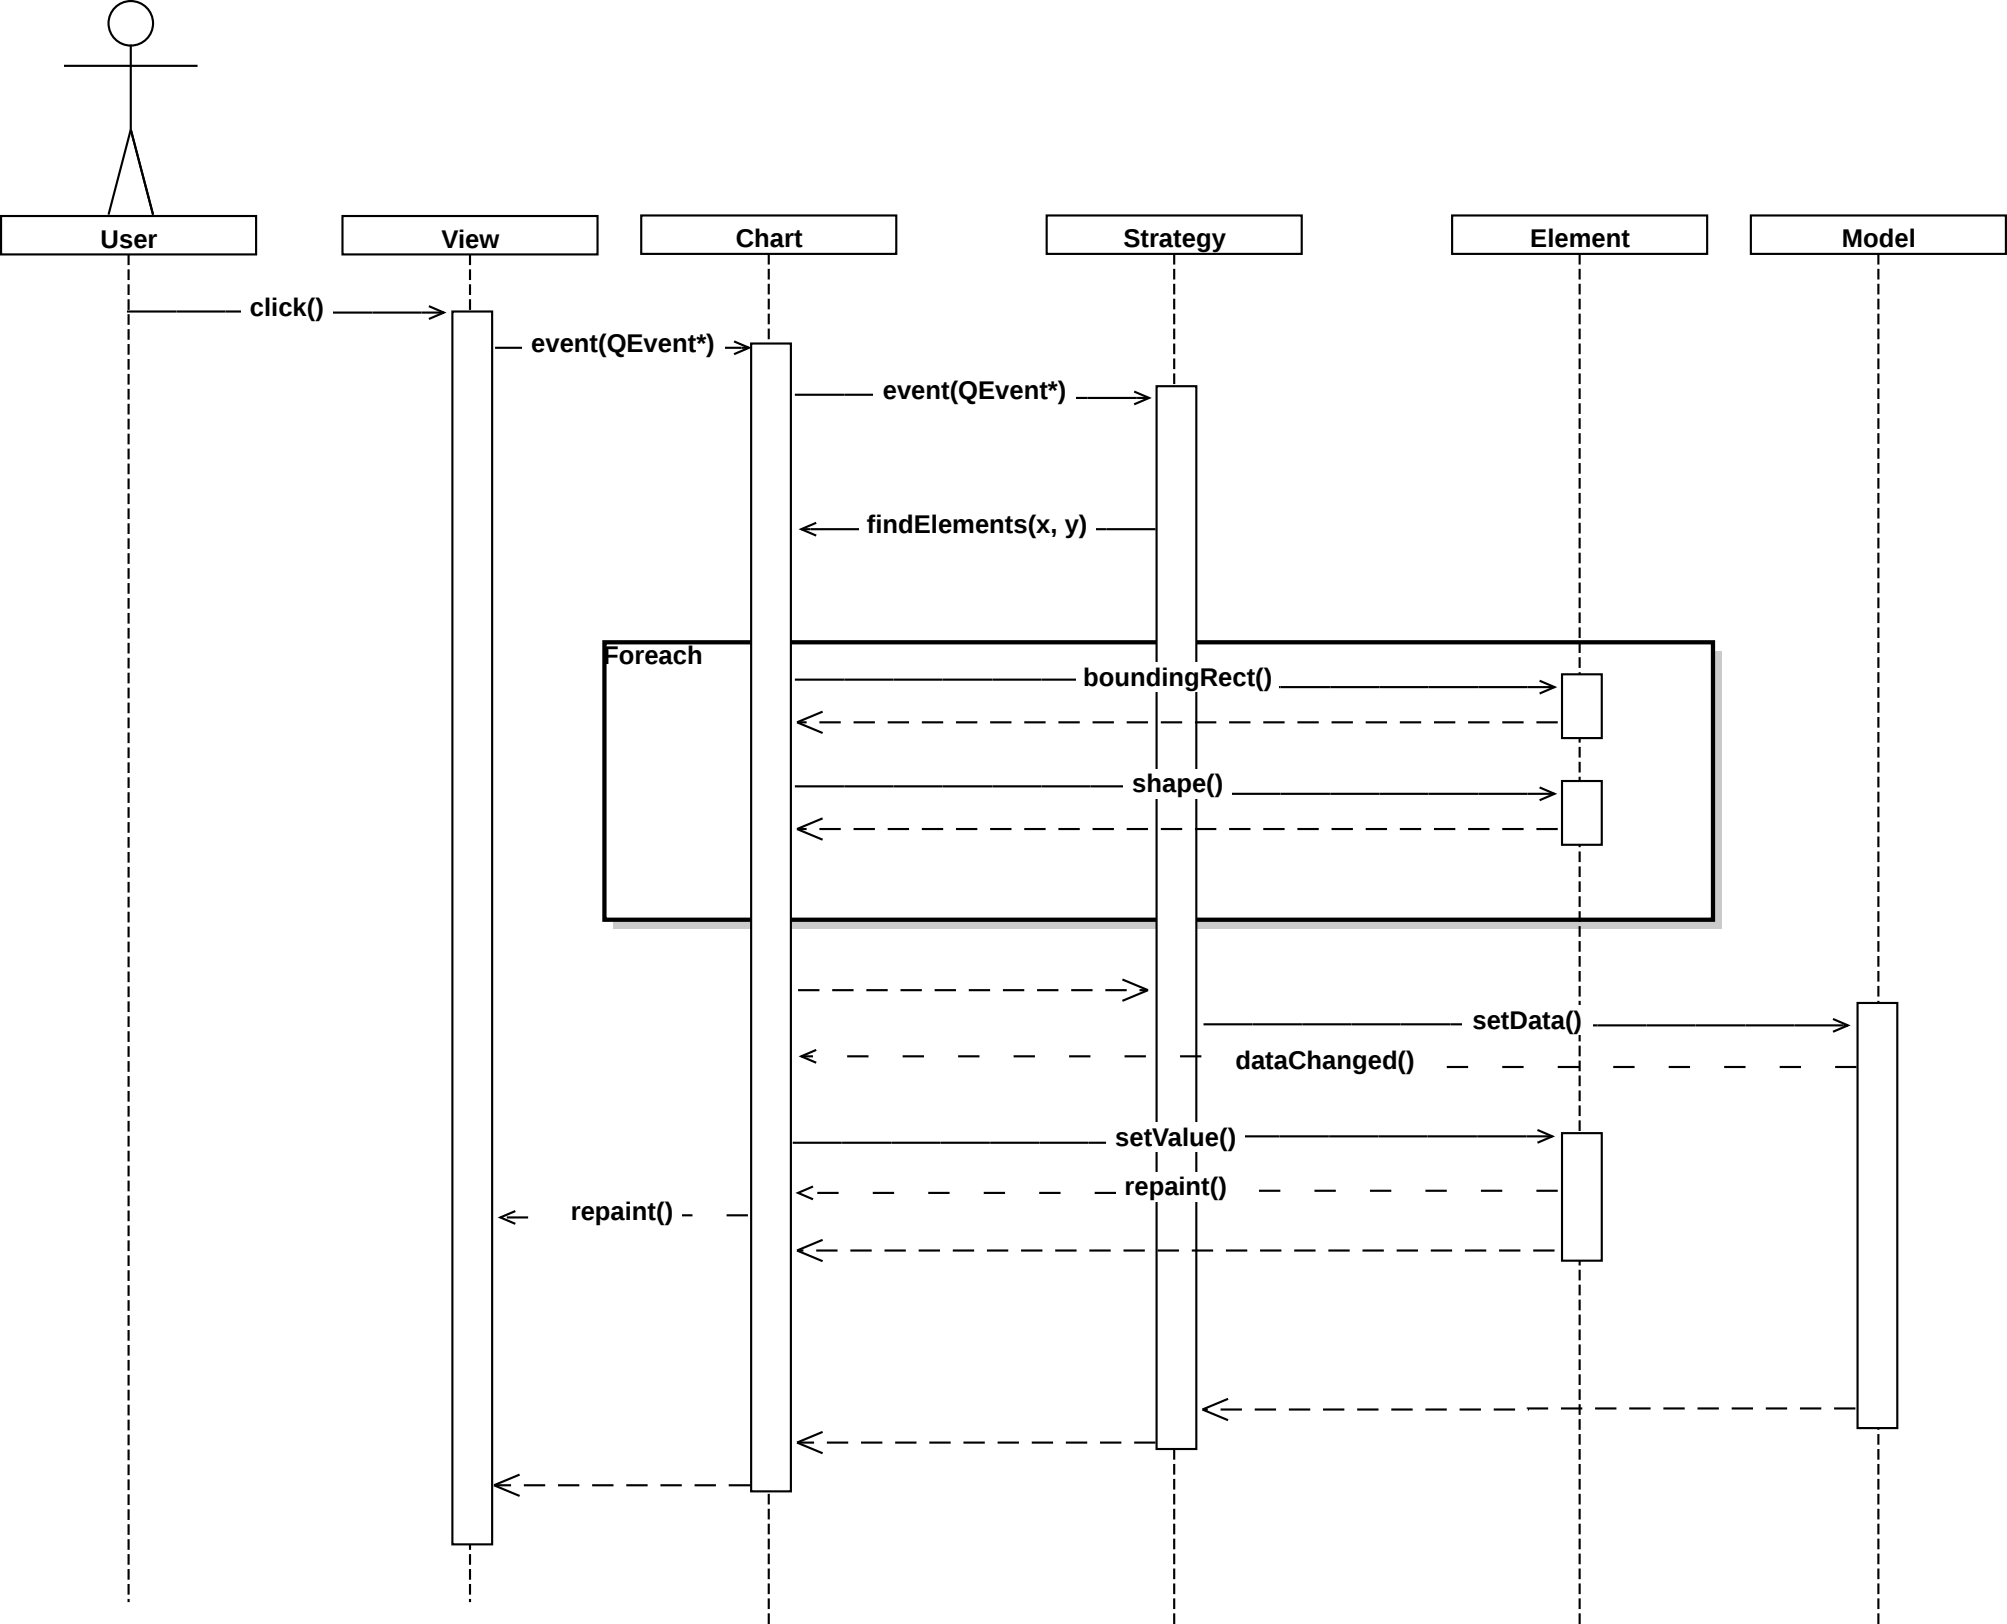 User
View
Chart
Strategy
Element
Model
click()
event(QEvent*)
event(QEvent*)
findElements(x, y)
Foreach
boundingRect()
shape()
setData()
dataChanged()
setValue()
repaint()
repaint()